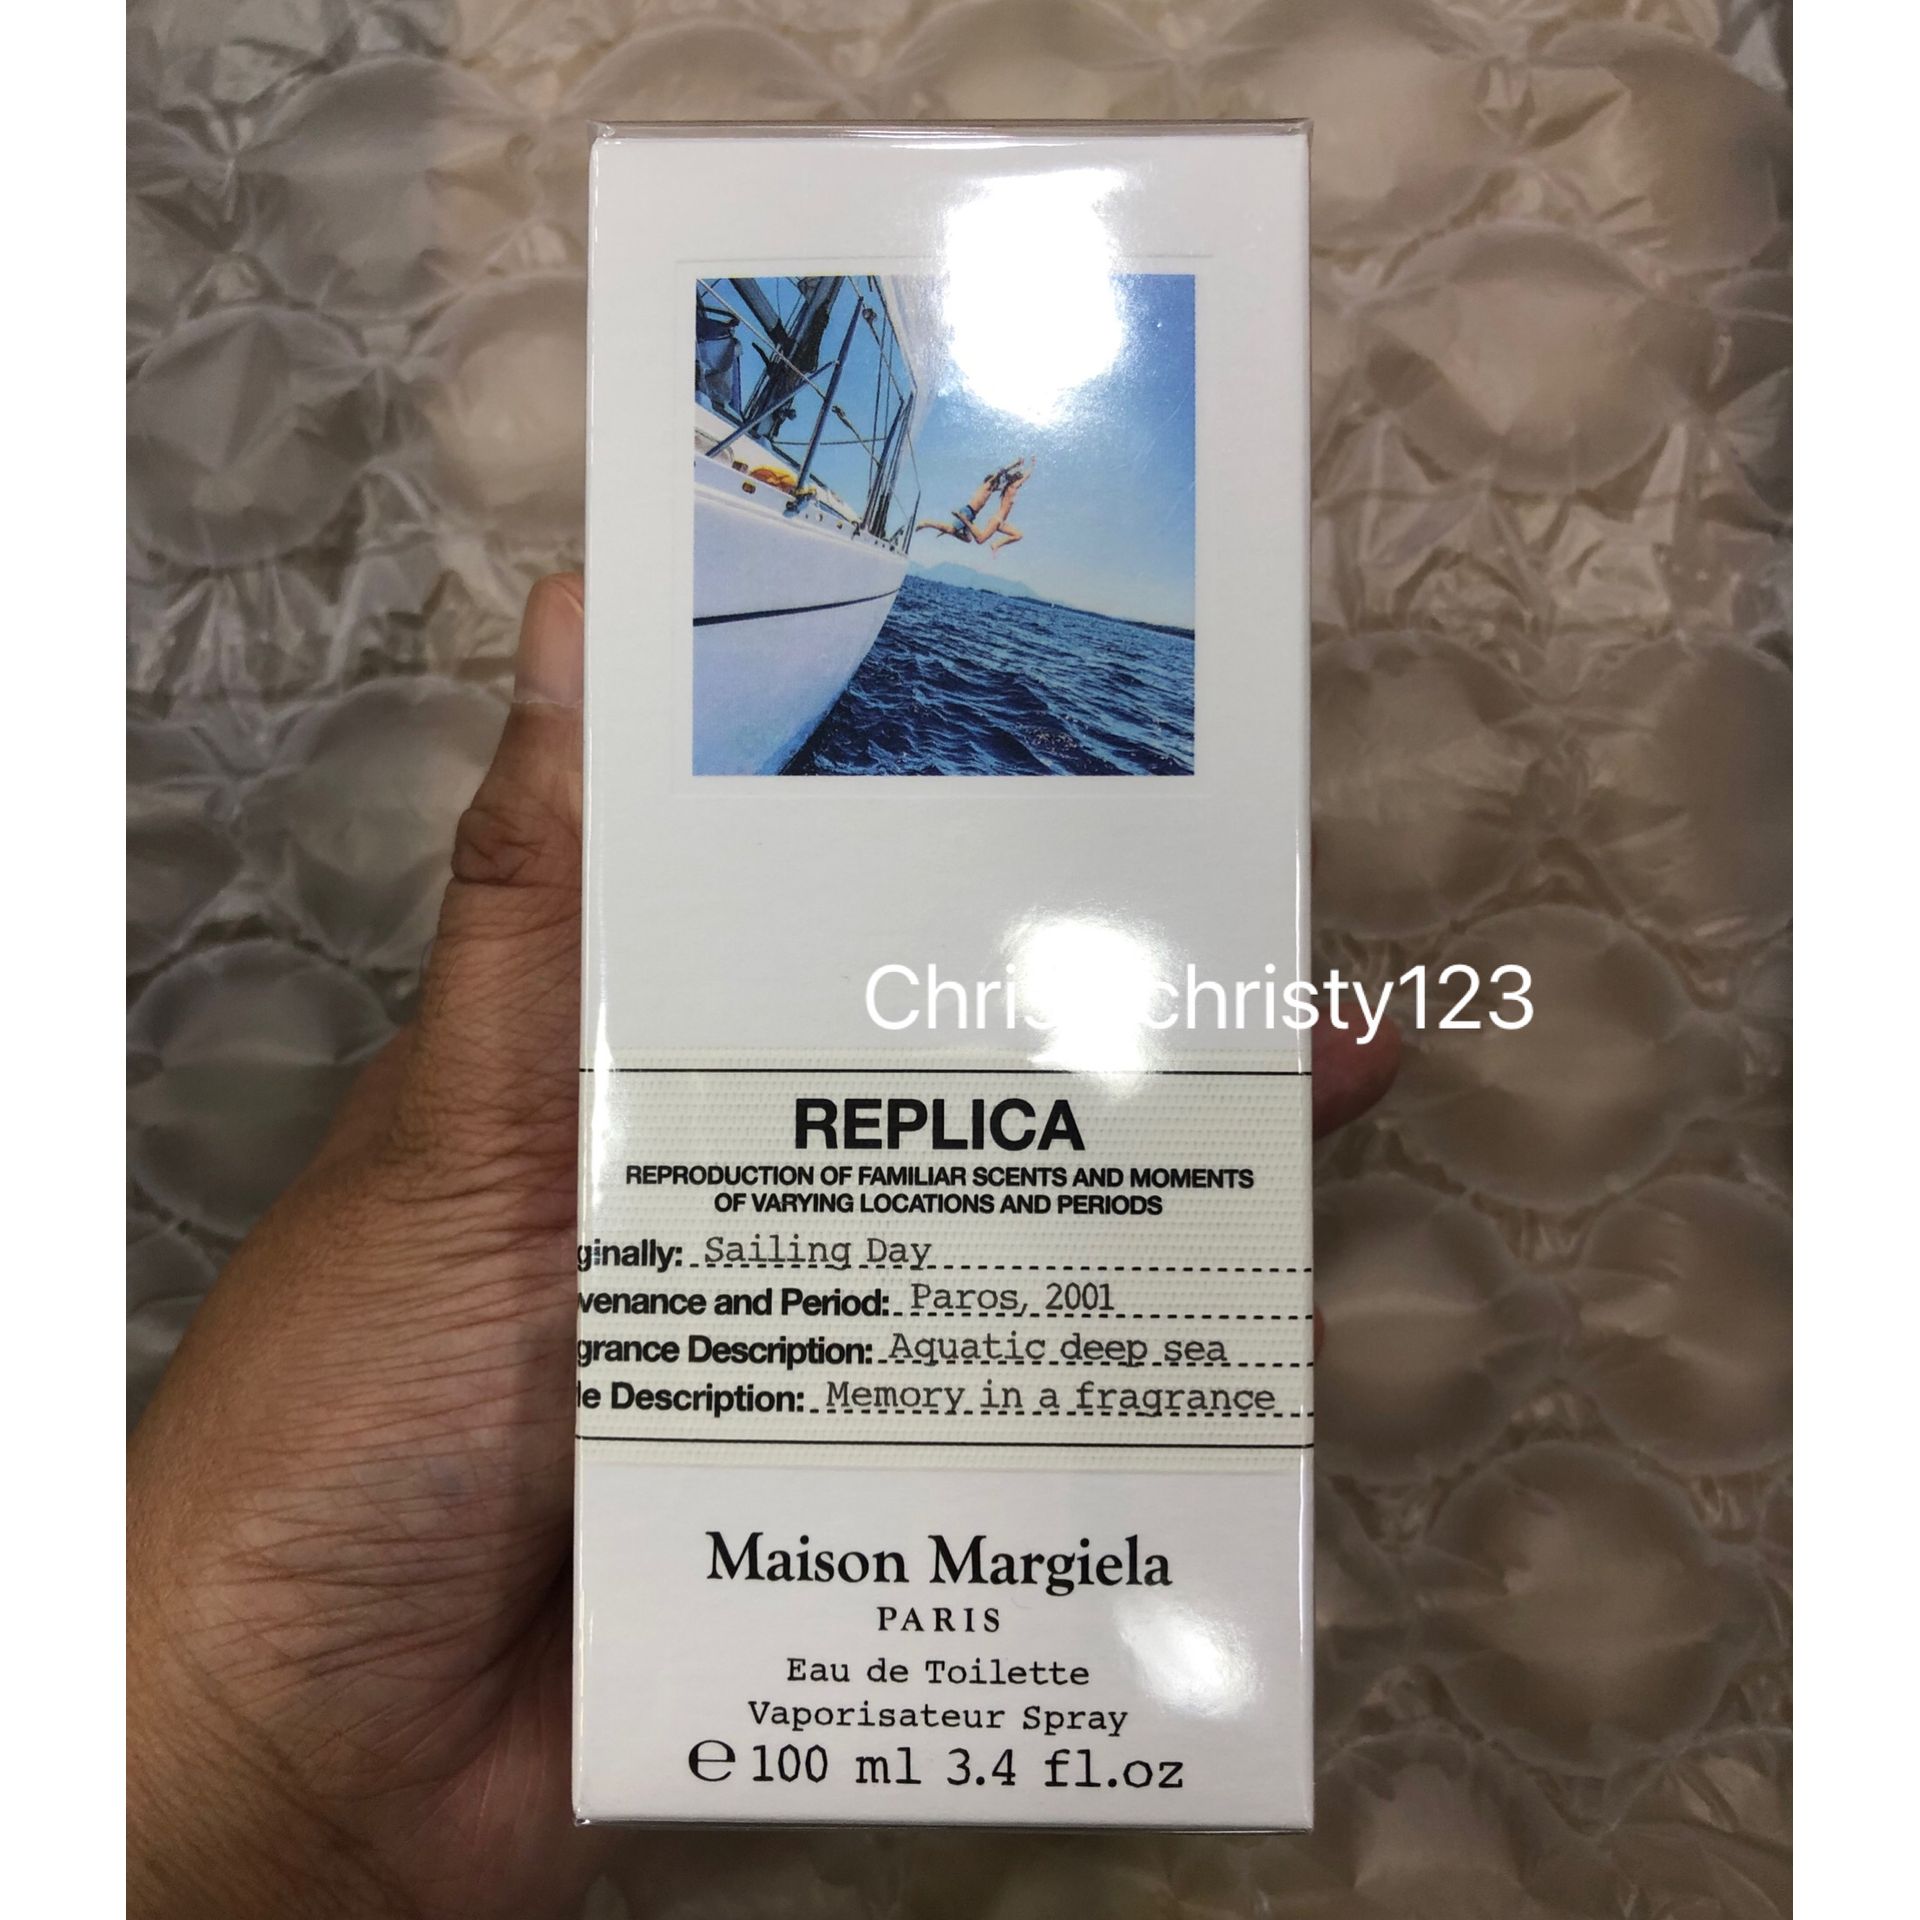 christy123
REPLICA
REPRODUCTION OF FAMILIAR SCENTS AND MOMENTS
OF VARYING LOCATIONS AND PERIODS
ginally: Sailing Day
venance and Period: Paros, 2001
grance Description: Aquatic deep sea
le Description: Memory in a fragrance
Maison Margiela
PARIS
Eau de Toilette
Vaporisateur Spray
℮ 100 ml 3.4 fl.oz